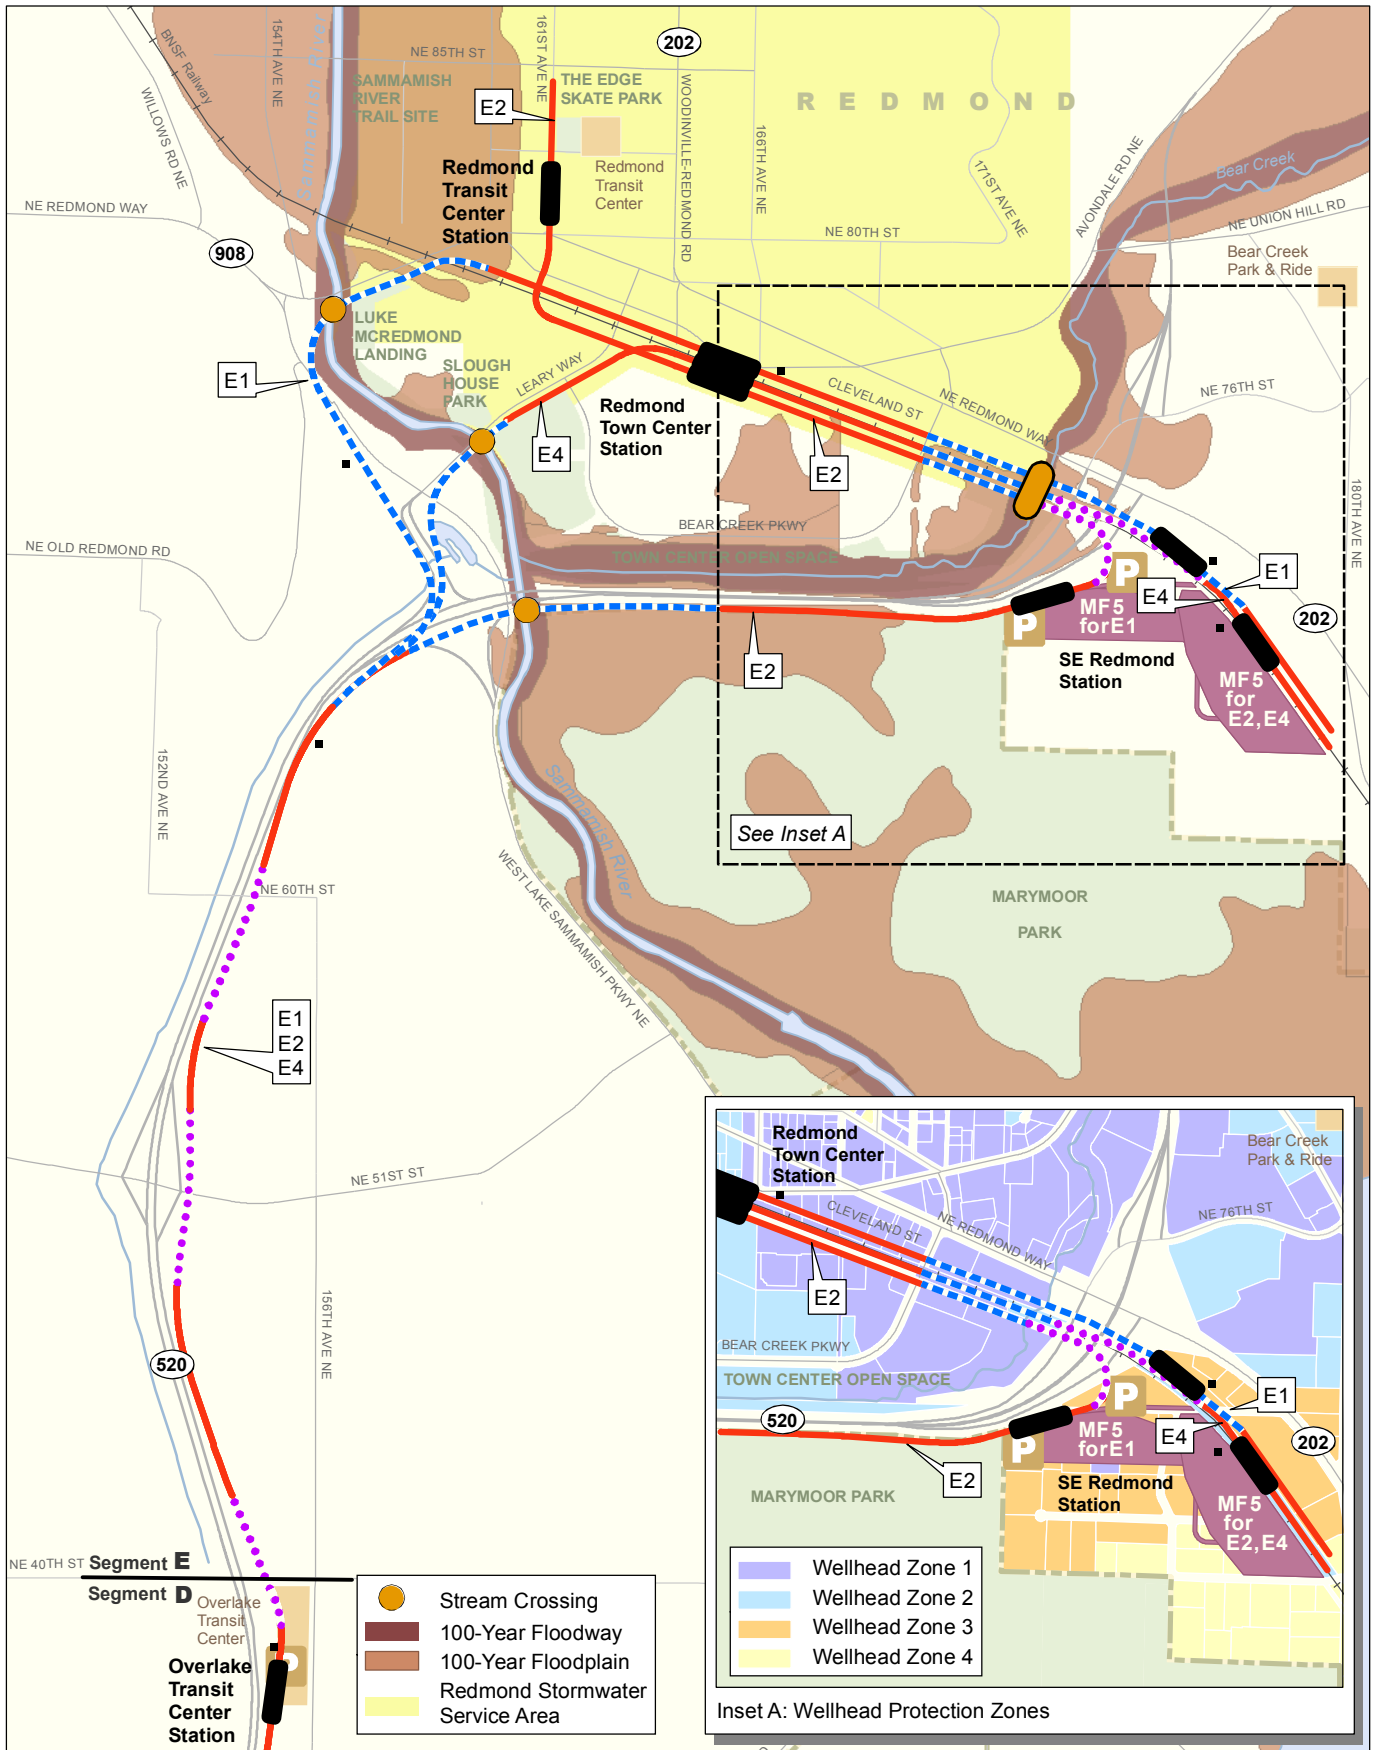 BNSF Railway
154TH AVE NE
Sammamish River
NE 85TH ST
161ST AVE NE
202
SAMMAMISH
RIVER
TRAIL SITE
THE EDGE
SKATE PARK
E2
WILLOWS RD NE
WOODINVILLE-REDMOND RD
166TH AVE NE
REDMOND
171ST AVE NE
AVONDALE RD NE
Bear Creek
Redmond
Transit
Center
Station
Redmond
Transit
Center
NE REDMOND WAY
908
NE 80TH ST
NE UNION HILL RD
Bear Creek
Park & Ride
LUKE
MCREDMOND
LANDING
SLOUGH
HOUSE
PARK
LEARY WAY
E1
E4
Redmond
Town Center
Station
CLEVELAND ST
NE REDMOND WAY
NE 76TH ST
E2
180TH AVE NE
BEAR CREEK PKWY
TOWN CENTER OPEN SPACE
NE OLD REDMOND RD
P
E1
E4
MF5
for E1
P
202
E2
SE Redmond
Station
MF5
for
E2, E4
152ND AVE NE
Sammamish River
See Inset A
WEST LAKE SAMMAMISH PKWY NE
NE 60TH ST
MARYMOOR
PARK
E1
E2
E4
NE 51ST ST
156TH AVE NE
520
NE 40TH ST
Segment E
Segment D
Overlake
Transit
Center
P
Overlake
Transit
Center
Station
Stream Crossing
100-Year Floodway
100-Year Floodplain
Redmond Stormwater
Service Area
Redmond
Town Center
Station
Bear Creek
Park & Ride
CLEVELAND ST
NE REDMOND WAY
NE 76TH ST
E2
BEAR CREEK PKWY
TOWN CENTER OPEN SPACE
520
P
E1
E4
MF5
for E1
P
202
E2
SE Redmond
Station
MARYMOOR PARK
MF5
for
E2, E4
Wellhead Zone 1
Wellhead Zone 2
Wellhead Zone 3
Wellhead Zone 4
Inset A: Wellhead Protection Zones